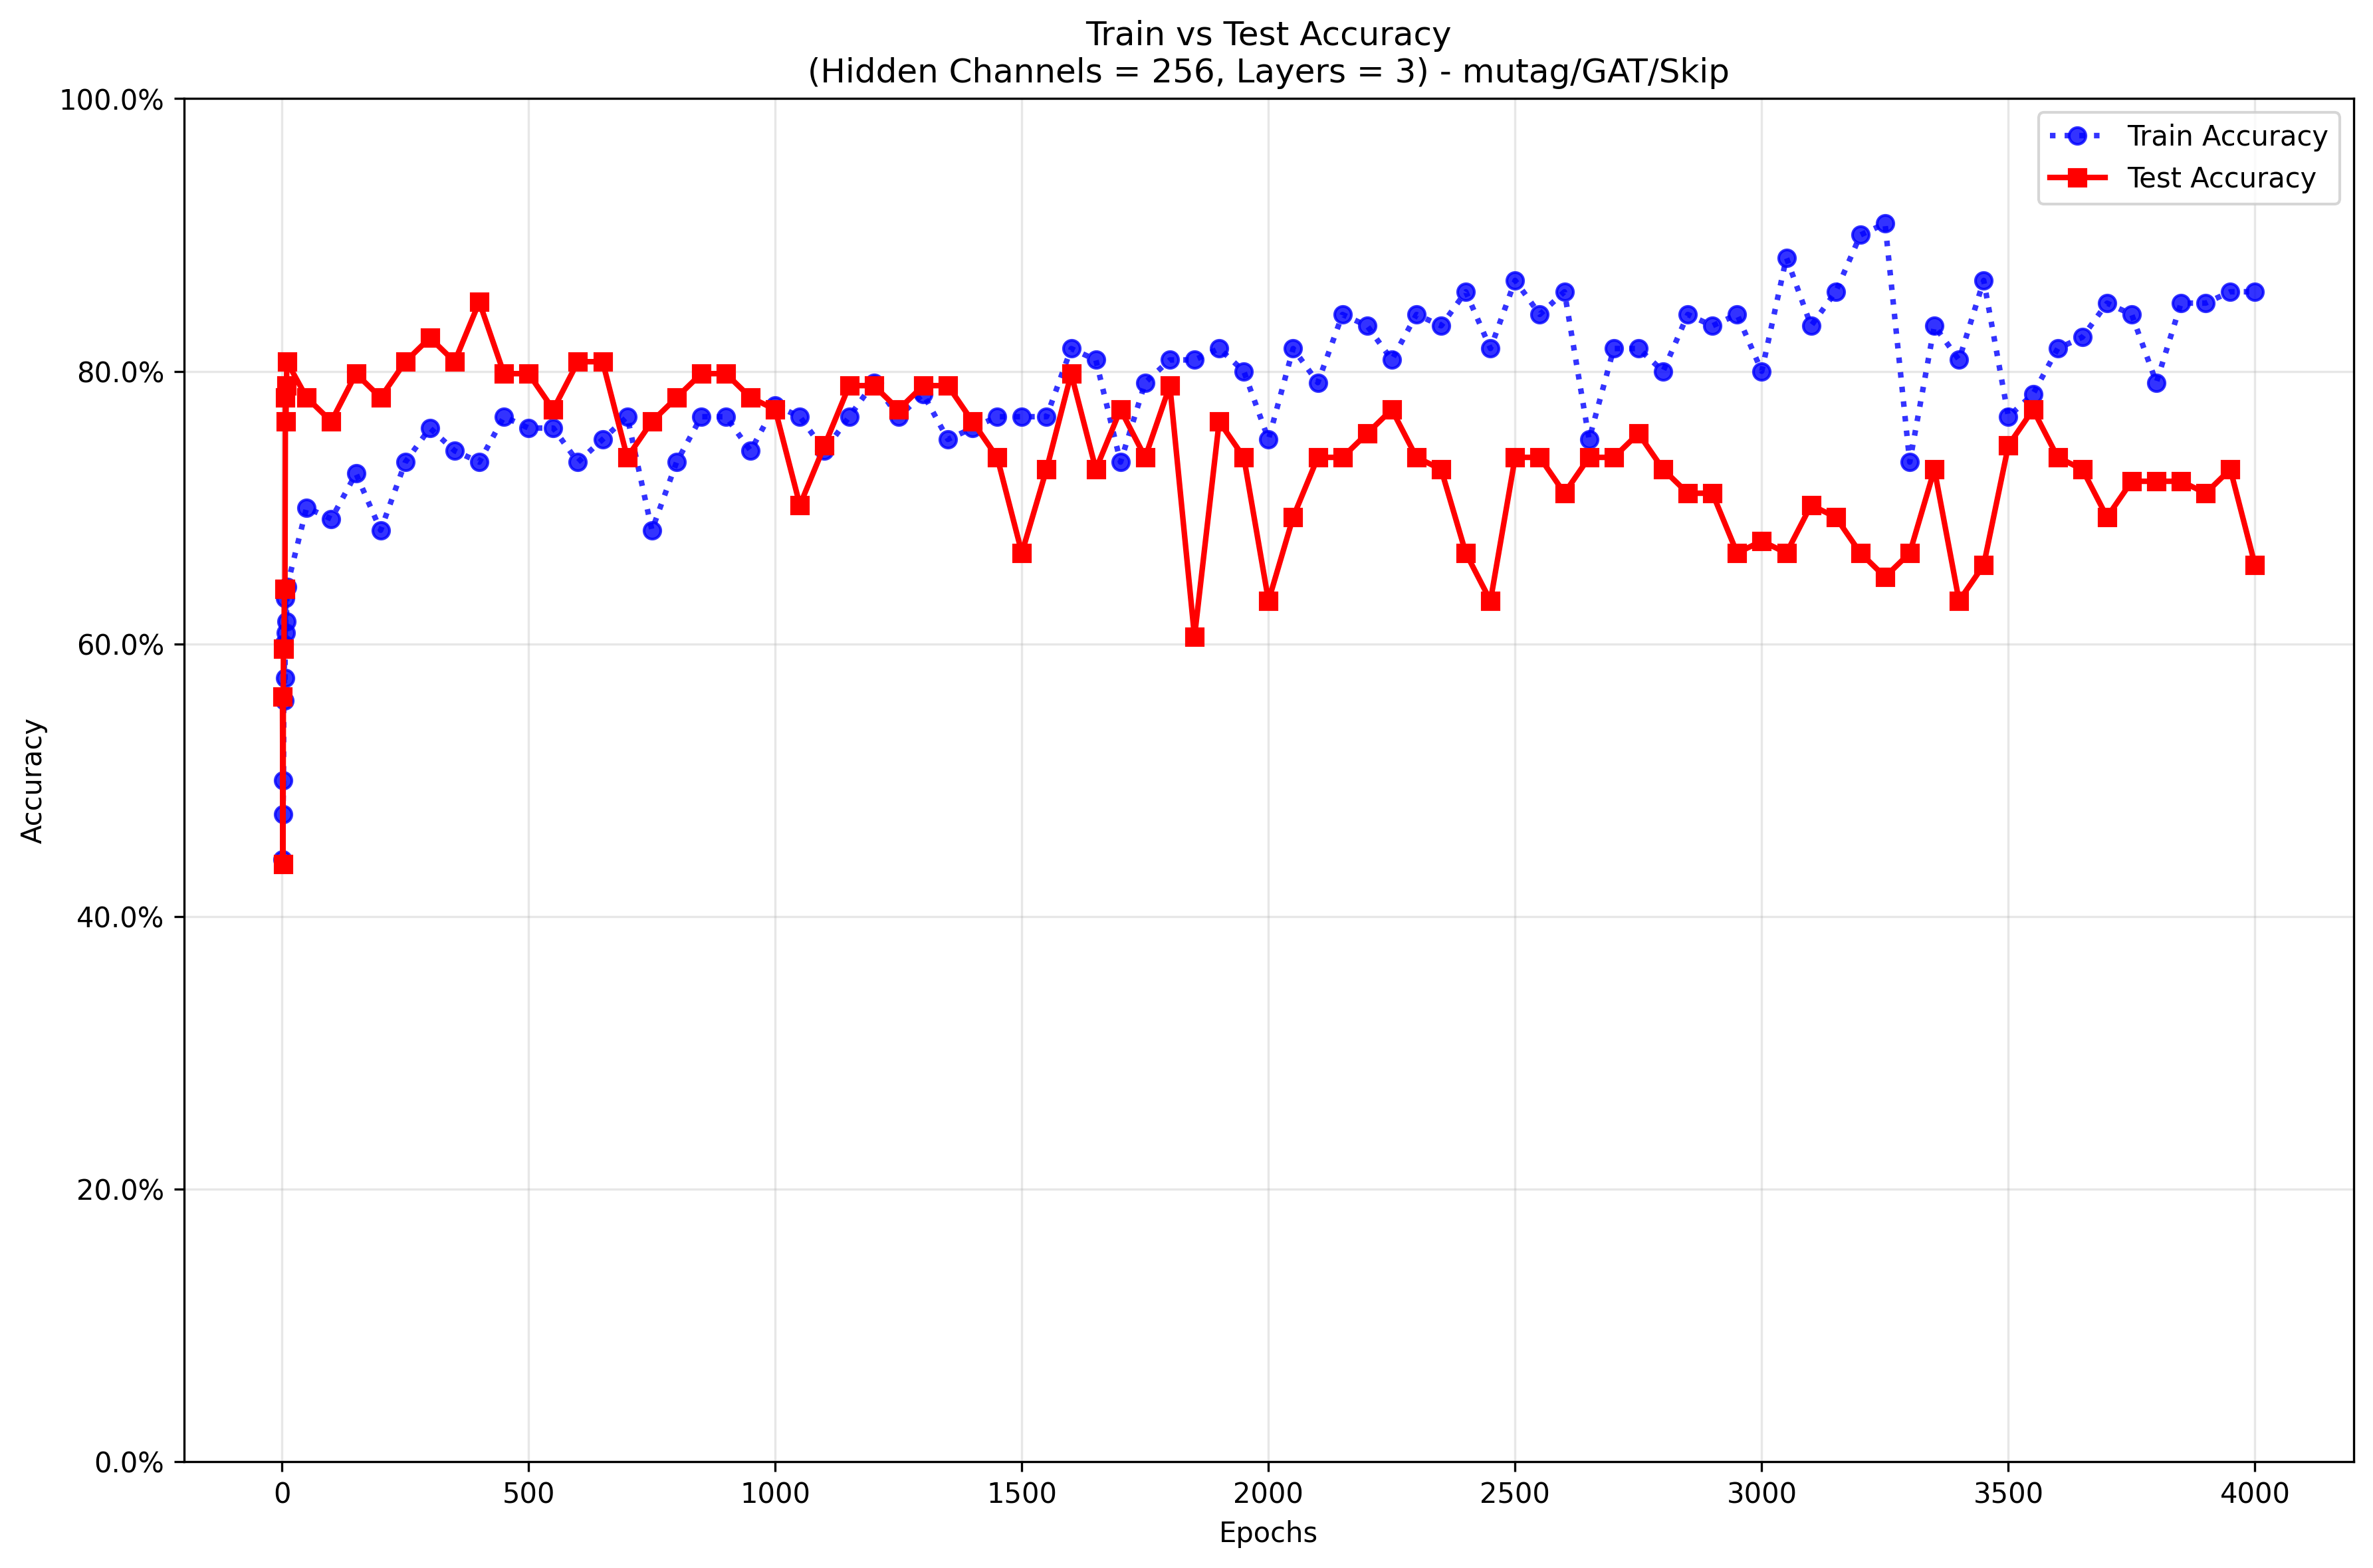 Train vs Test Accuracy
(Hidden Channels = 256, Layers = 3) - mutag/GAT/Skip
100.0%
80.0%
60.0%
40.0%
20.0%
0.0%
Accuracy
Train Accuracy
Test Accuracy
0
500
1000
1500
2000
2500
3000
3500
4000
Epochs